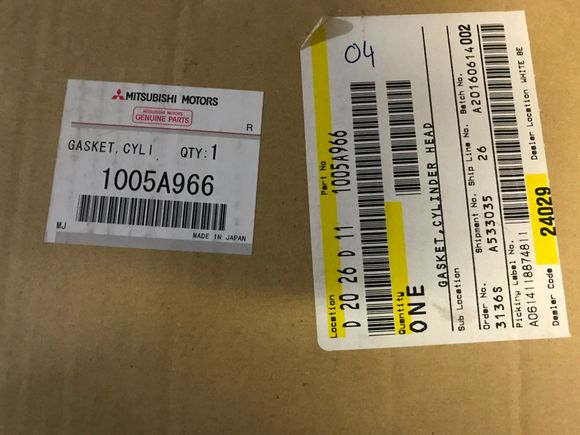 MITSUBISHI MOTORS
MITSUBISHI MOTORS
GENUINE PARTS
R
GASKET, CYLI. QTY:1
1005A966
MJ
MADE IN JAPAN
04
Location
D 20 26 D 11
Part No
1005A966
Quantity
ONE
GASKET,CYLINDER HEAD
Sub Location
Order No.
3136S
Shipment No.
A533035
Ship Line No.
26
Batch No.
A20160614002
Picking Label No.
A0614118874811
Dealer Code
24029
Dealer Location WHITE BE